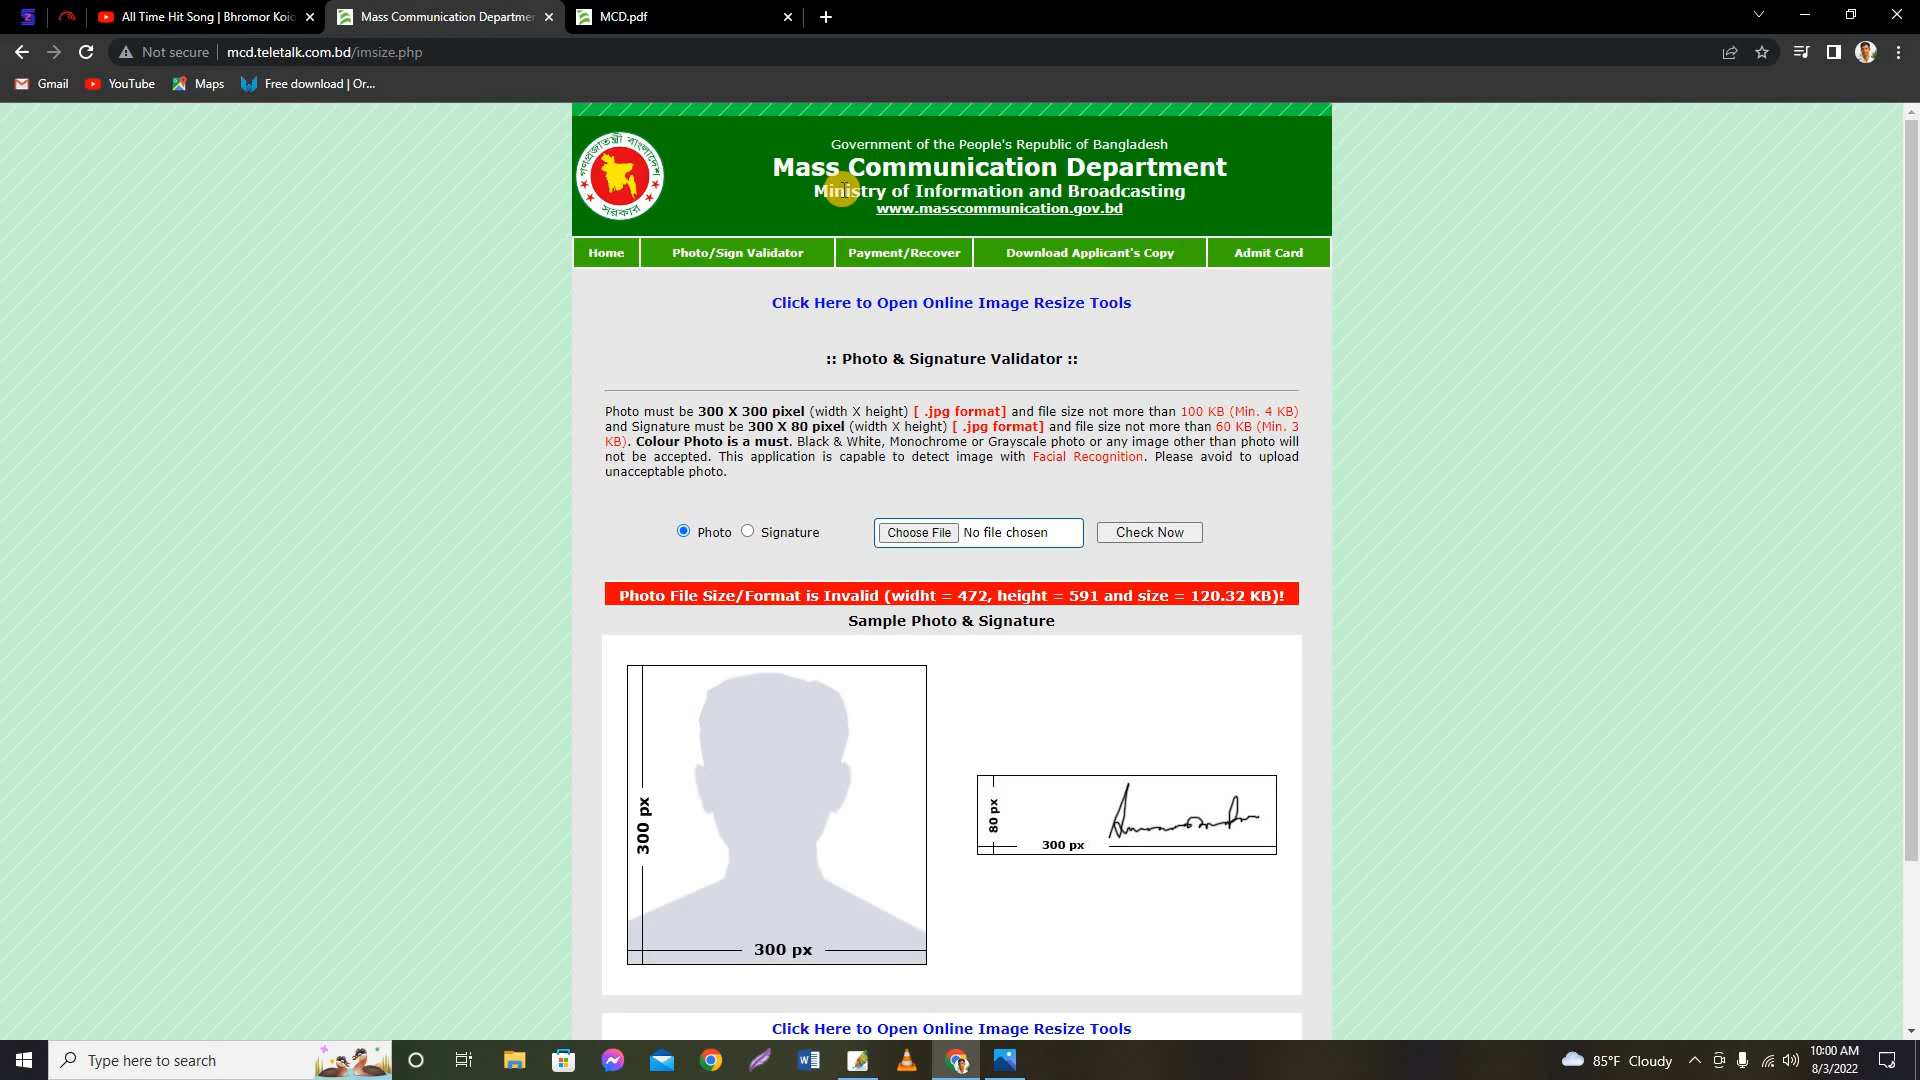 All Time Hit Song | Bhromor Koio
Mass Communication Departme
MCD.pdf
Not secure
mcd.teletalk.com.bd/imsize.php
Gmail
YouTube
Maps
Free download | Or...
গণপ্রজাতন্ত্রী বাংলাদেশ
সরকার
Government of the People's Republic of Bangladesh
Mass Communication Department
Ministry of Information and Broadcasting
www.masscommunication.gov.bd
Home
Photo/Sign Validator
Payment/Recover
Download Applicant's Copy
Admit Card
Click Here to Open Online Image Resize Tools
:: Photo & Signature Validator ::
Photo must be 300 X 300 pixel (width X height) [ .jpg format] and file size not more than 100 KB (Min. 4 KB)
and Signature must be 300 X 80 pixel (width X height) [ .jpg format] and file size not more than 60 KB (Min. 3
KB). Colour Photo is a must. Black & White, Monochrome or Grayscale photo or any image other than photo will
not be accepted. This application is capable to detect image with Facial Recognition. Please avoid to upload
unacceptable photo.
Photo
Signature
Choose File
No file chosen
Check Now
Photo File Size/Format is Invalid (widht = 472, height = 591 and size = 120.32 KB)!
Sample Photo & Signature
300 px
300 px
80 px
300 px
Click Here to Open Online Image Resize Tools
Type here to search
85°F Cloudy
10:00 AM
8/3/2022